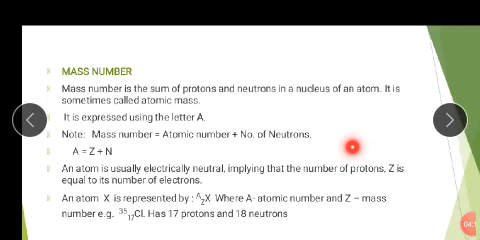 MASS NUMBER
Mass number is the sum of protons and neutrons in a nucleus of an atom. It is
sometimes called atomic mass.
It is expressed using the letter A.
Note: Mass number = Atomic number + No. of Neutrons.
A = Z + N
An atom is usually electrically neutral, implying that the number of protons, Z is
equal to its number of electrons.
An atom X is represented by : ᴬ_ZX Where A- atomic number and Z – mass
number e.g. ³⁵₁₇Cl. Has 17 protons and 18 neutrons